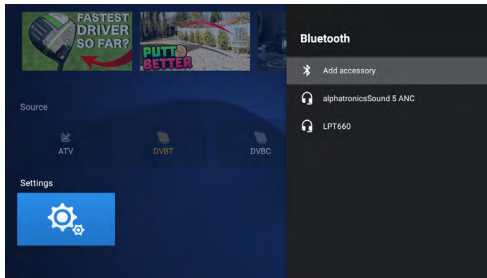 FASTEST
DRIVER
SO FAR?
PUTT
BETTER
Bluetooth
Add accessory
alphatronicsSound 5 ANC
LPT660
Source
ATV
DVBT
DVBC
Settings